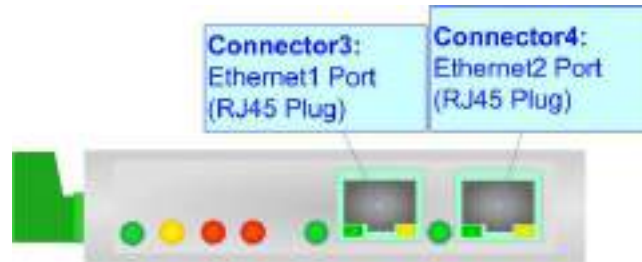 Connector3:
Ethernet1 Port
(RJ45 Plug)
Connector4:
Ethernet2 Port
(RJ45 Plug)